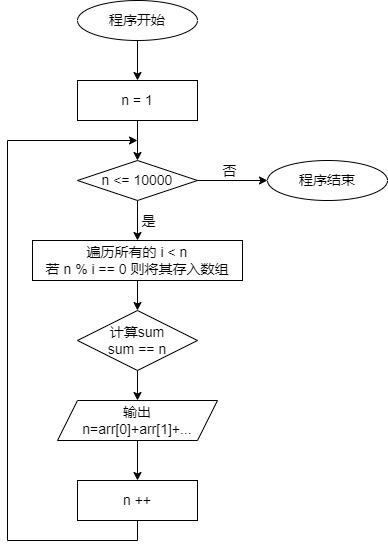 程序开始
n = 1
n <= 10000
否
程序结束
是
遍历所有的 i < n
若 n % i == 0 则将其存入数组
计算sum
sum == n
输出
n=arr[0]+arr[1]+...
n ++